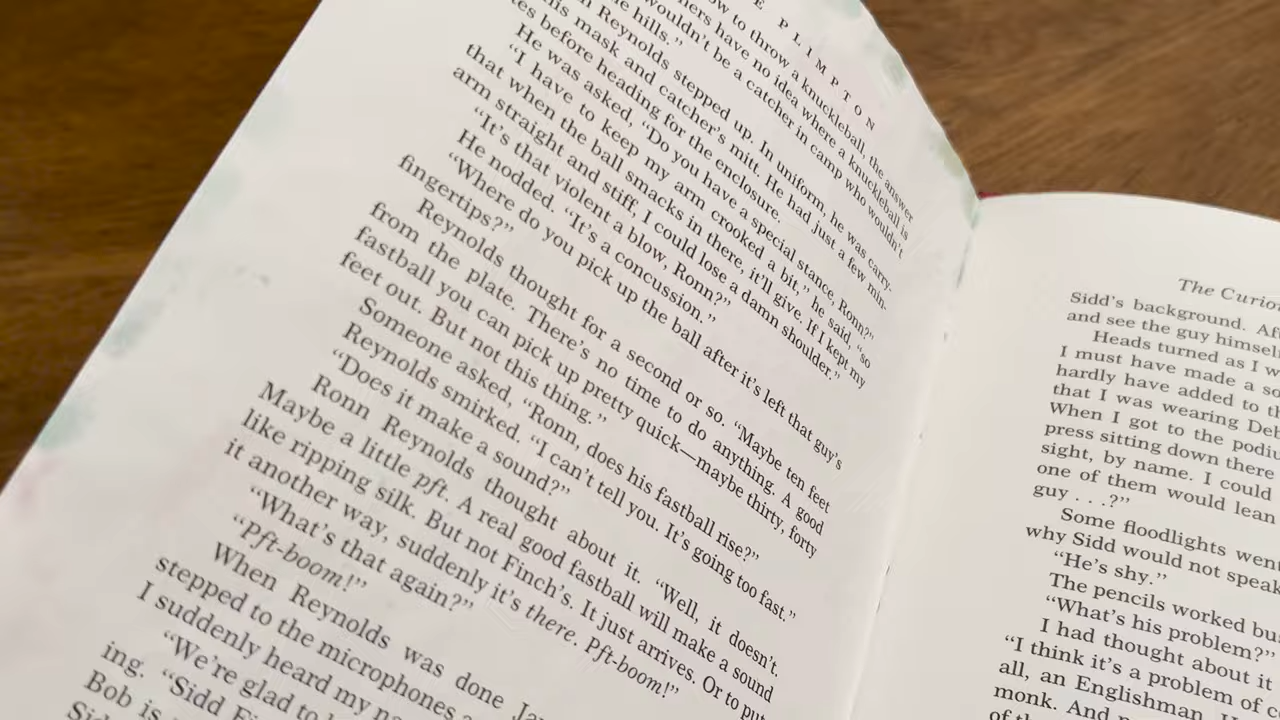 E PLIMPTON
ow to throw a knuckleball, the answer
hers have no idea where a knuckleball is
wouldn't be a catcher in camp who wouldn't
he hills."
n Reynolds stepped up. In uniform, he was carry-
his mask and catcher's mitt. He had just a few min-
tes before heading for the enclosure.
He was asked, "Do you have a special stance, Ronn?"
"I have to keep my arm crooked a bit," he said, "so
that when the ball smacks in there, it'll give. If I kept my
arm straight and stiff, I could lose a damn shoulder."
"It's that violent a blow, Ronn?"
He nodded. "It's a concussion."
"Where do you pick up the ball after it's left that guy's
fingertips?"
Reynolds thought for a second or so. "Maybe ten feet
from the plate. There's no time to do anything. A good
fastball you can pick up pretty quick—maybe thirty, forty
feet out. But not this thing."
Someone asked, "Ronn, does his fastball rise?"
Reynolds smirked. "I can't tell you. It's going too fast."
"Does it make a sound?"
Ronn Reynolds thought about it. "Well, it doesn't.
Maybe a little pft. A real good fastball will make a sound
like ripping silk. But not Finch's. It just arrives. Or to put
it another way, suddenly it's there. Pft-boom!"
"What's that again?"
"Pft-boom!"
When Reynolds was done Ja
stepped to the microphones
I suddenly heard my n
"We're glad to
ing. "Sidd Fi
Bob is
Sid
The Curio
Sidd's background. Af
and see the guy himsel
Heads turned as I w
I must have made a so
hardly have added to th
that I was wearing Deb
When I got to the podiu
press sitting down there
sight, by name. I could
one of them would lean
guy . . .?"
Some floodlights went
why Sidd would not speak
"He's shy."
The pencils worked bu
"What's his problem?"
I had thought about it
"I think it's a problem of c
all, an Englishman. H
monk. And
of th